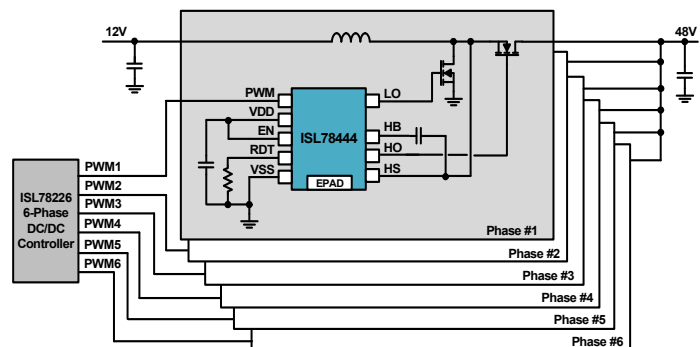 12V
48V
PWM
VDD
EN
RDT
VSS
ISL78444
EPAD
LO
HB
HO
HS
Phase #1
Phase #2
Phase #3
Phase #4
Phase #5
Phase #6
ISL78226
6-Phase
DC/DC
Controller
PWM1
PWM2
PWM3
PWM4
PWM5
PWM6